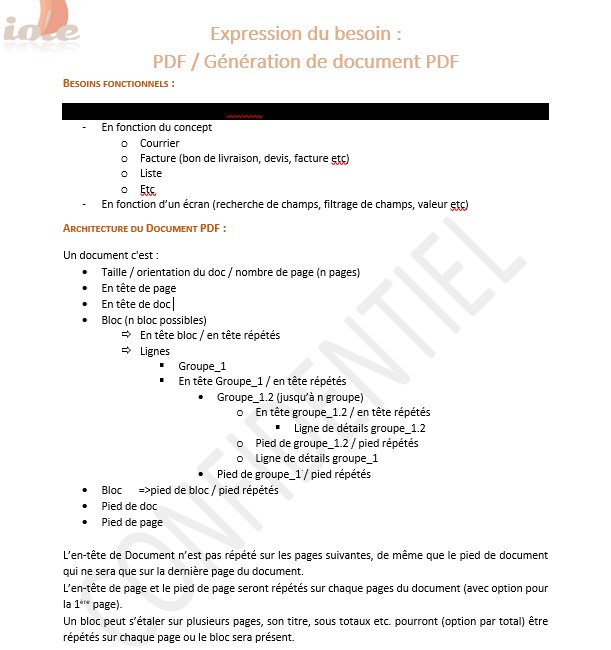 iole
Expression du besoin :
PDF / Génération de document PDF
BESOINS FONCTIONNELS :
- En fonction du concept
o Courrier
o Facture (bon de livraison, devis, facture etc)
o Liste
o Etc
- En fonction d'un écran (recherche de champs, filtrage de champs, valeur etc)
ARCHITECTURE DU DOCUMENT PDF :
Un document c'est :
• Taille / orientation du doc / nombre de page (n pages)
• En tête de page
• En tête de doc
• Bloc (n bloc possibles)
⇨ En tête bloc / en tête répétés
⇨ Lignes
▪ Groupe_1
▪ En tête Groupe_1 / en tête répétés
• Groupe_1.2 (jusqu'à n groupe)
o En tête groupe_1.2 / en tête répétés
▪ Ligne de détails groupe_1.2
o Pied de groupe_1.2 / pied répétés
o Ligne de détails groupe_1
• Pied de groupe_1 / pied répétés
• Bloc =>pied de bloc / pied répétés
• Pied de doc
• Pied de page
L'en-tête de Document n'est pas répété sur les pages suivantes, de même que le pied de document
qui ne sera que sur la dernière page du document.
L'en-tête de page et le pied de page seront répétés sur chaque pages du document (avec option pour
la 1ère page).
Un bloc peut s'étaler sur plusieurs pages, son titre, sous totaux etc. pourront (option par total) être
répétés sur chaque page ou le bloc sera présent.
CONFIDENTIEL